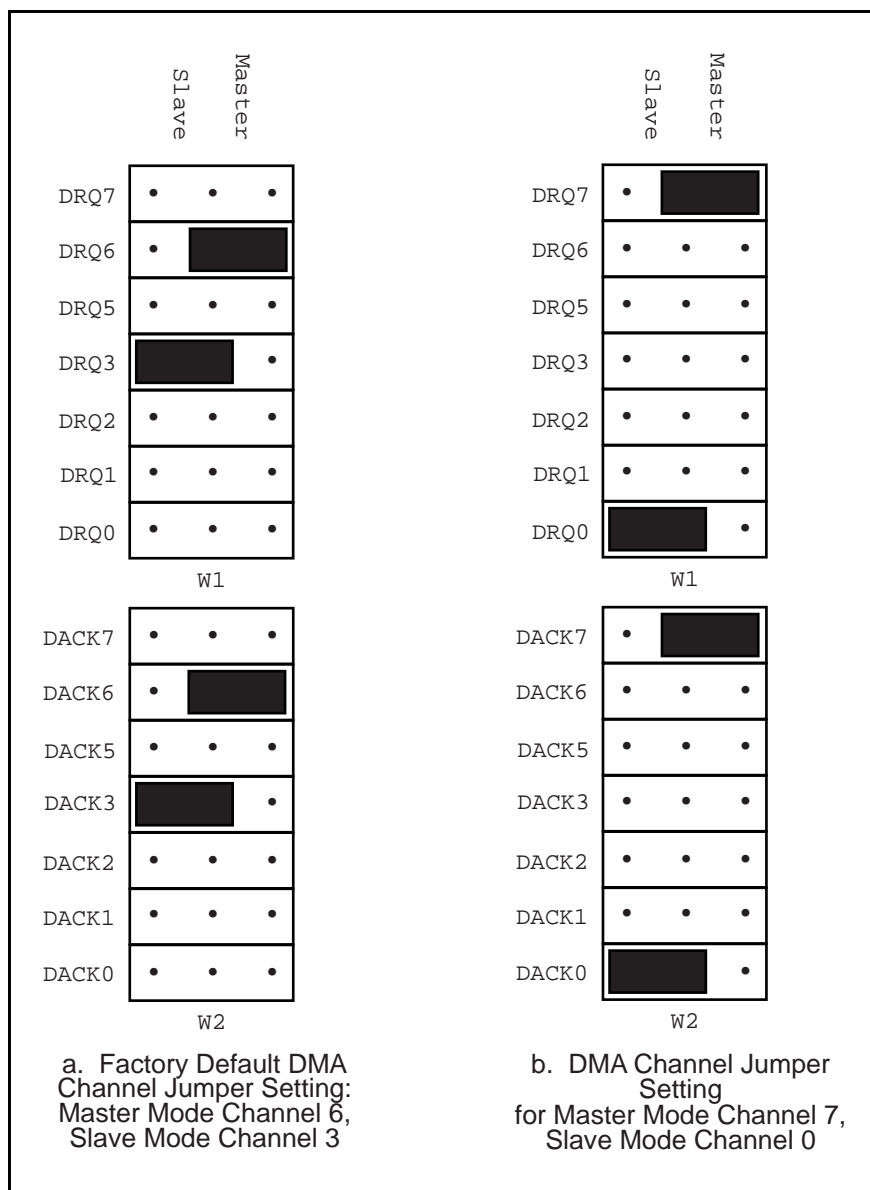 Slave
Master
DRQ7
DRQ6
DRQ5
DRQ3
DRQ2
DRQ1
DRQ0
W1
DACK7
DACK6
DACK5
DACK3
DACK2
DACK1
DACK0
W2
a. Factory Default DMA
Channel Jumper Setting:
Master Mode Channel 6,
Slave Mode Channel 3
Slave
Master
DRQ7
DRQ6
DRQ5
DRQ3
DRQ2
DRQ1
DRQ0
W1
DACK7
DACK6
DACK5
DACK3
DACK2
DACK1
DACK0
W2
b. DMA Channel Jumper
Setting
for Master Mode Channel 7,
Slave Mode Channel 0